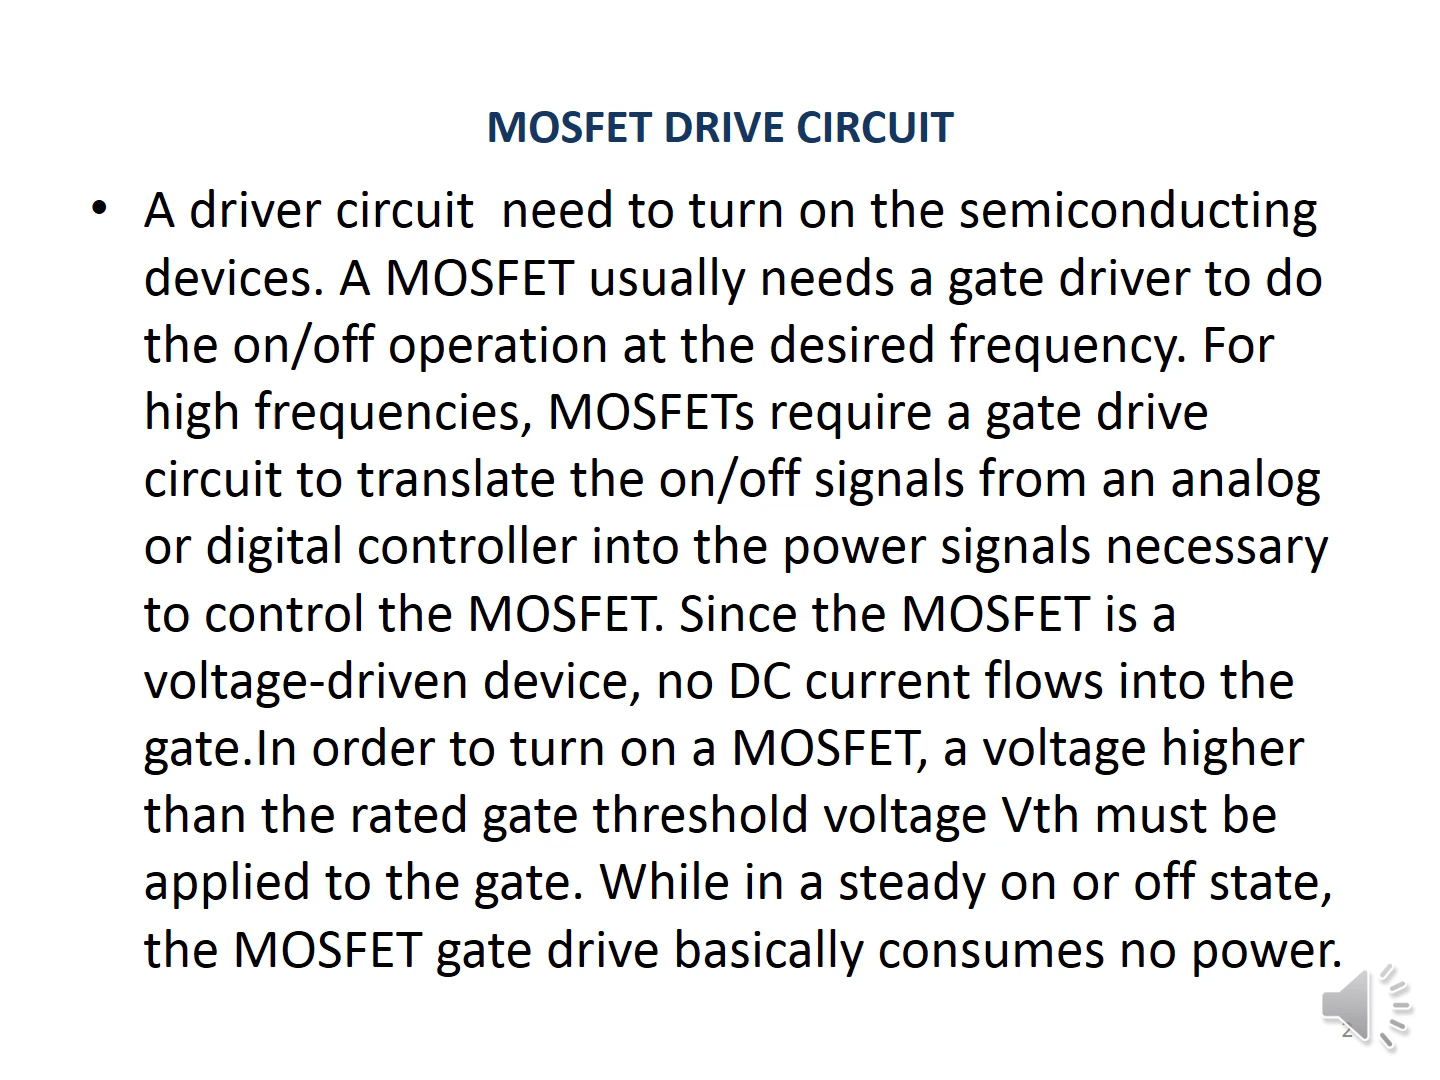 MOSFET DRIVE CIRCUIT
• A driver circuit  need to turn on the semiconducting
devices. A MOSFET usually needs a gate driver to do
the on/off operation at the desired frequency. For
high frequencies, MOSFETs require a gate drive
circuit to translate the on/off signals from an analog
or digital controller into the power signals necessary
to control the MOSFET. Since the MOSFET is a
voltage-driven device, no DC current flows into the
gate.In order to turn on a MOSFET, a voltage higher
than the rated gate threshold voltage Vth must be
applied to the gate. While in a steady on or off state,
the MOSFET gate drive basically consumes no power.
2